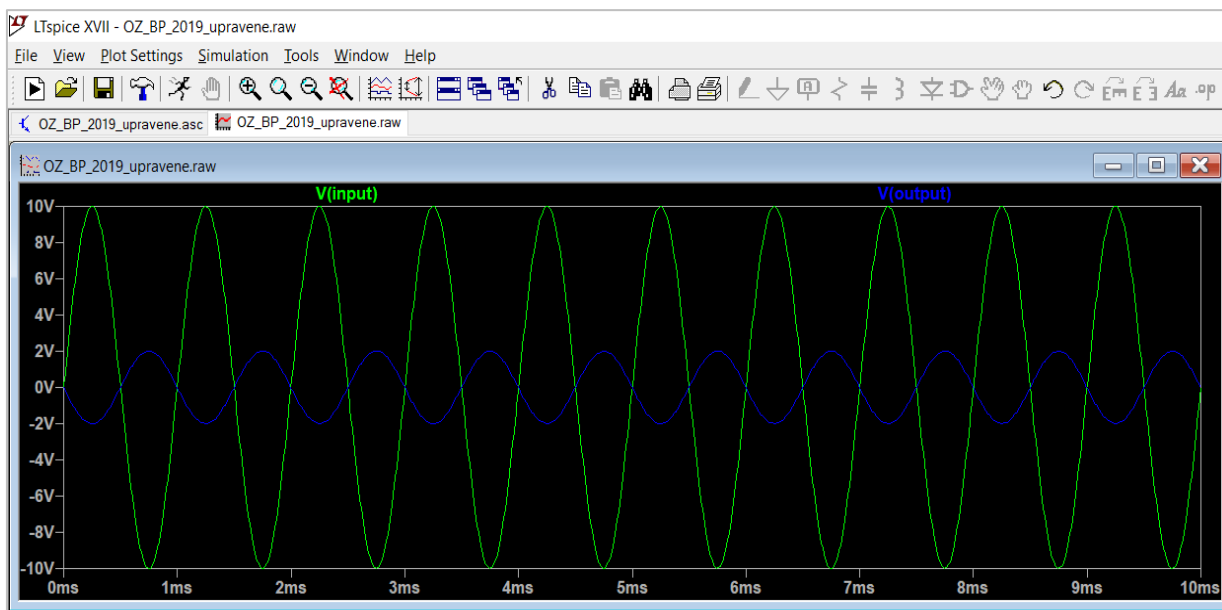 LTspice XVII - OZ_BP_2019_upravene.raw
File View Plot Settings Simulation Tools Window Help
OZ_BP_2019_upravene.asc OZ_BP_2019_upravene.raw
OZ_BP_2019_upravene.raw
V(input) V(output)
10V
8V
6V
4V
2V
0V
-2V
-4V
-6V
-8V
-10V
0ms 1ms 2ms 3ms 4ms 5ms 6ms 7ms 8ms 9ms 10ms